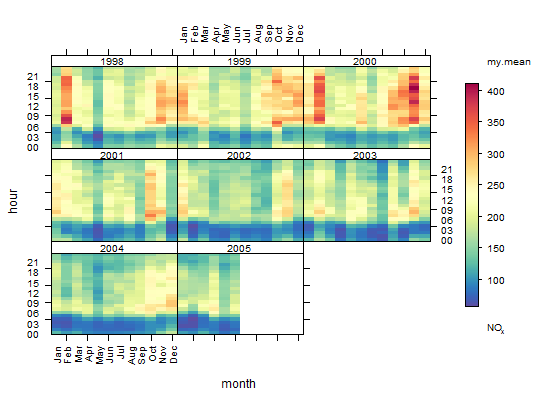 Jan Feb Mar Apr May Jun Jul Aug Sep Oct Nov Dec
my.mean
1998 1999 2000
21 18 15 12 09 06 03 00
2001 2002 2003
21 18 15 12 09 06 03 00
2004 2005
21 18 15 12 09 06 03 00
Jan Feb Mar Apr May Jun Jul Aug Sep Oct Nov Dec
hour
month
400
350
300
250
200
150
100
NOx